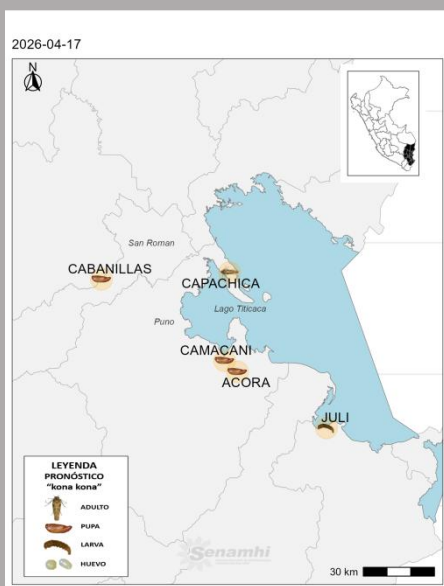 2026-04-17
N
San Roman
CABANILLAS
CAPACHICA
Lago Titicaca
Puno
CAMACANI
ACORA
JULI
LEYENDA
PRONÓSTICO
"kona kona"
ADULTO
PUPA
LARVA
HUEVO
Senamhi
30 km